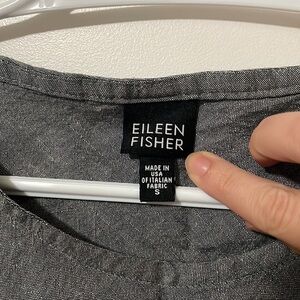 EILEEN
FISHER
MADE IN
USA
OF ITALIAN
FABRIC
S